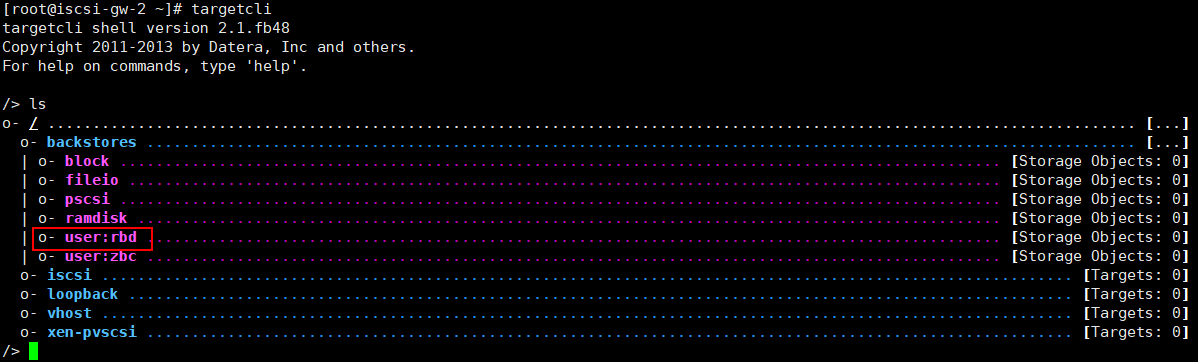 [root@iscsi-gw-2 ~]# targetcli
targetcli shell version 2.1.fb48
Copyright 2011-2013 by Datera, Inc and others.
For help on commands, type 'help'.
/> ls
o- / ......................................................................................................................... [...]
o- backstores .............................................................................................................. [...]
| o- block .................................................................................................. [Storage Objects: 0]
| o- fileio ................................................................................................. [Storage Objects: 0]
| o- pscsi .................................................................................................. [Storage Objects: 0]
| o- ramdisk ................................................................................................ [Storage Objects: 0]
| o- user:rbd ............................................................................................... [Storage Objects: 0]
| o- user:zbc ............................................................................................... [Storage Objects: 0]
o- iscsi ............................................................................................................ [Targets: 0]
o- loopback ......................................................................................................... [Targets: 0]
o- vhost ............................................................................................................ [Targets: 0]
o- xen-pvscsi ....................................................................................................... [Targets: 0]
/>